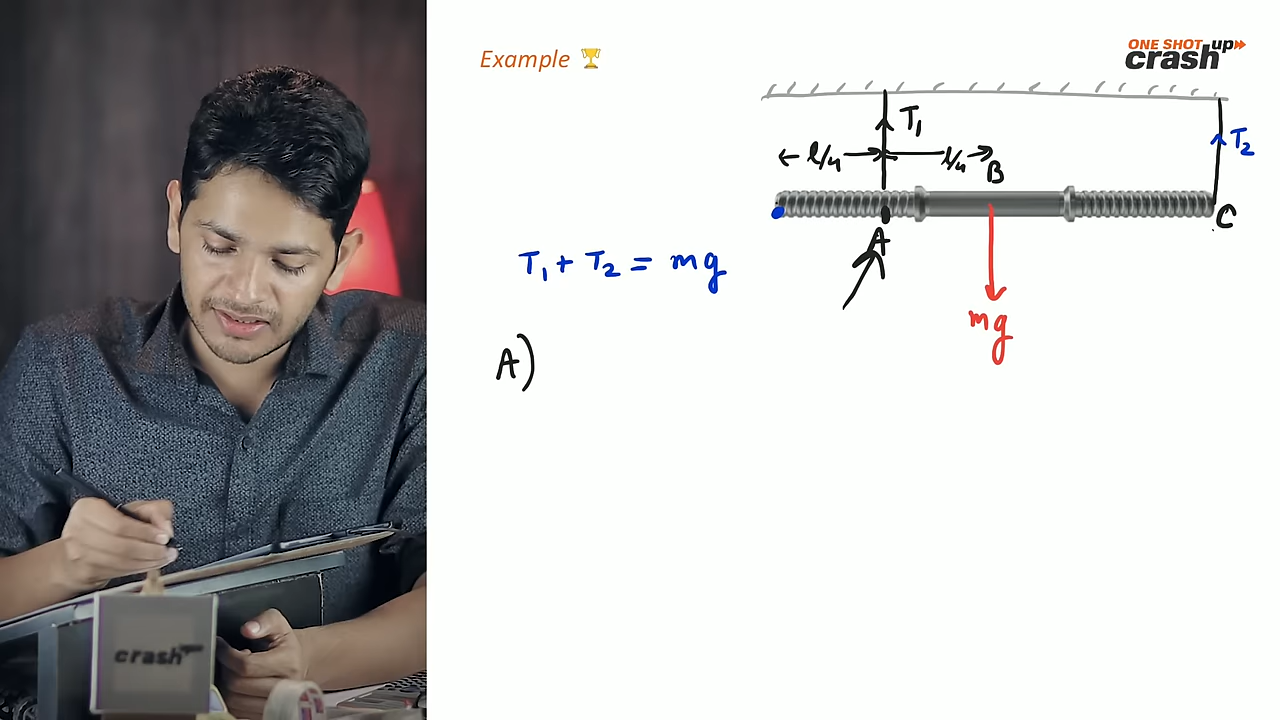 Example
ONE SHOT up
crash
T₁
T₂
l/4
l/4
B
C
A
T₁ + T₂ = mg
mg
A)
crash